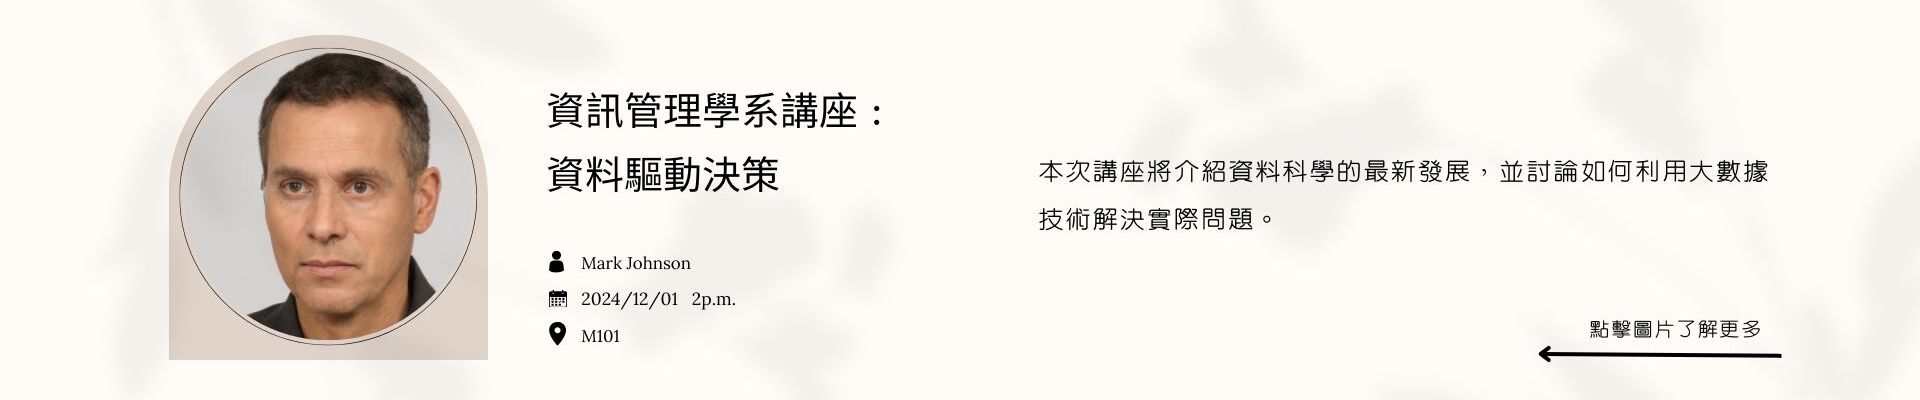 資訊管理學系講座：
資料驅動決策
Mark Johnson
2024/12/01 2p.m.
M101
本次講座將介紹資料科學的最新發展，並討論如何利用大數據
技術解決實際問題。
點擊圖片了解更多